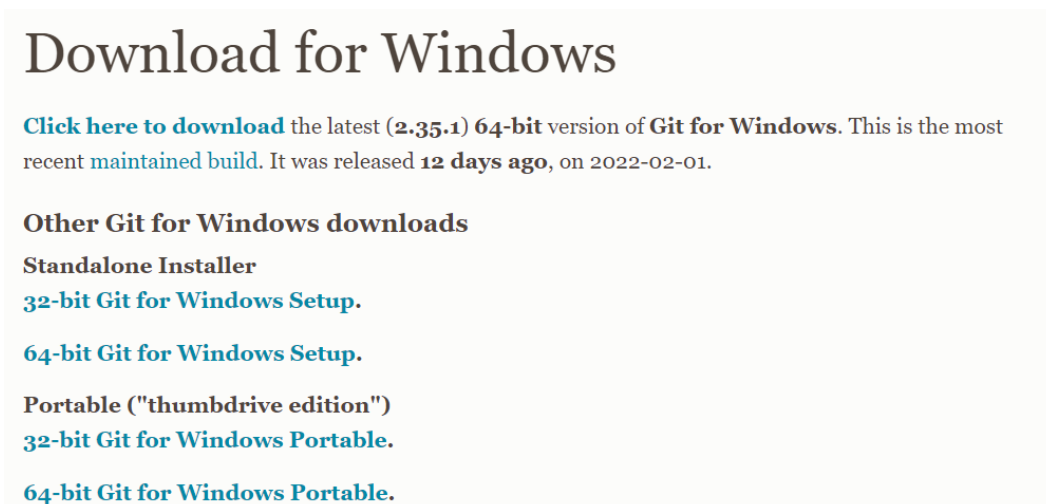 Download for Windows
Click here to download the latest (2.35.1) 64-bit version of Git for Windows. This is the most
recent maintained build. It was released 12 days ago, on 2022-02-01.
Other Git for Windows downloads
Standalone Installer
32-bit Git for Windows Setup.
64-bit Git for Windows Setup.
Portable ("thumbdrive edition")
32-bit Git for Windows Portable.
64-bit Git for Windows Portable.